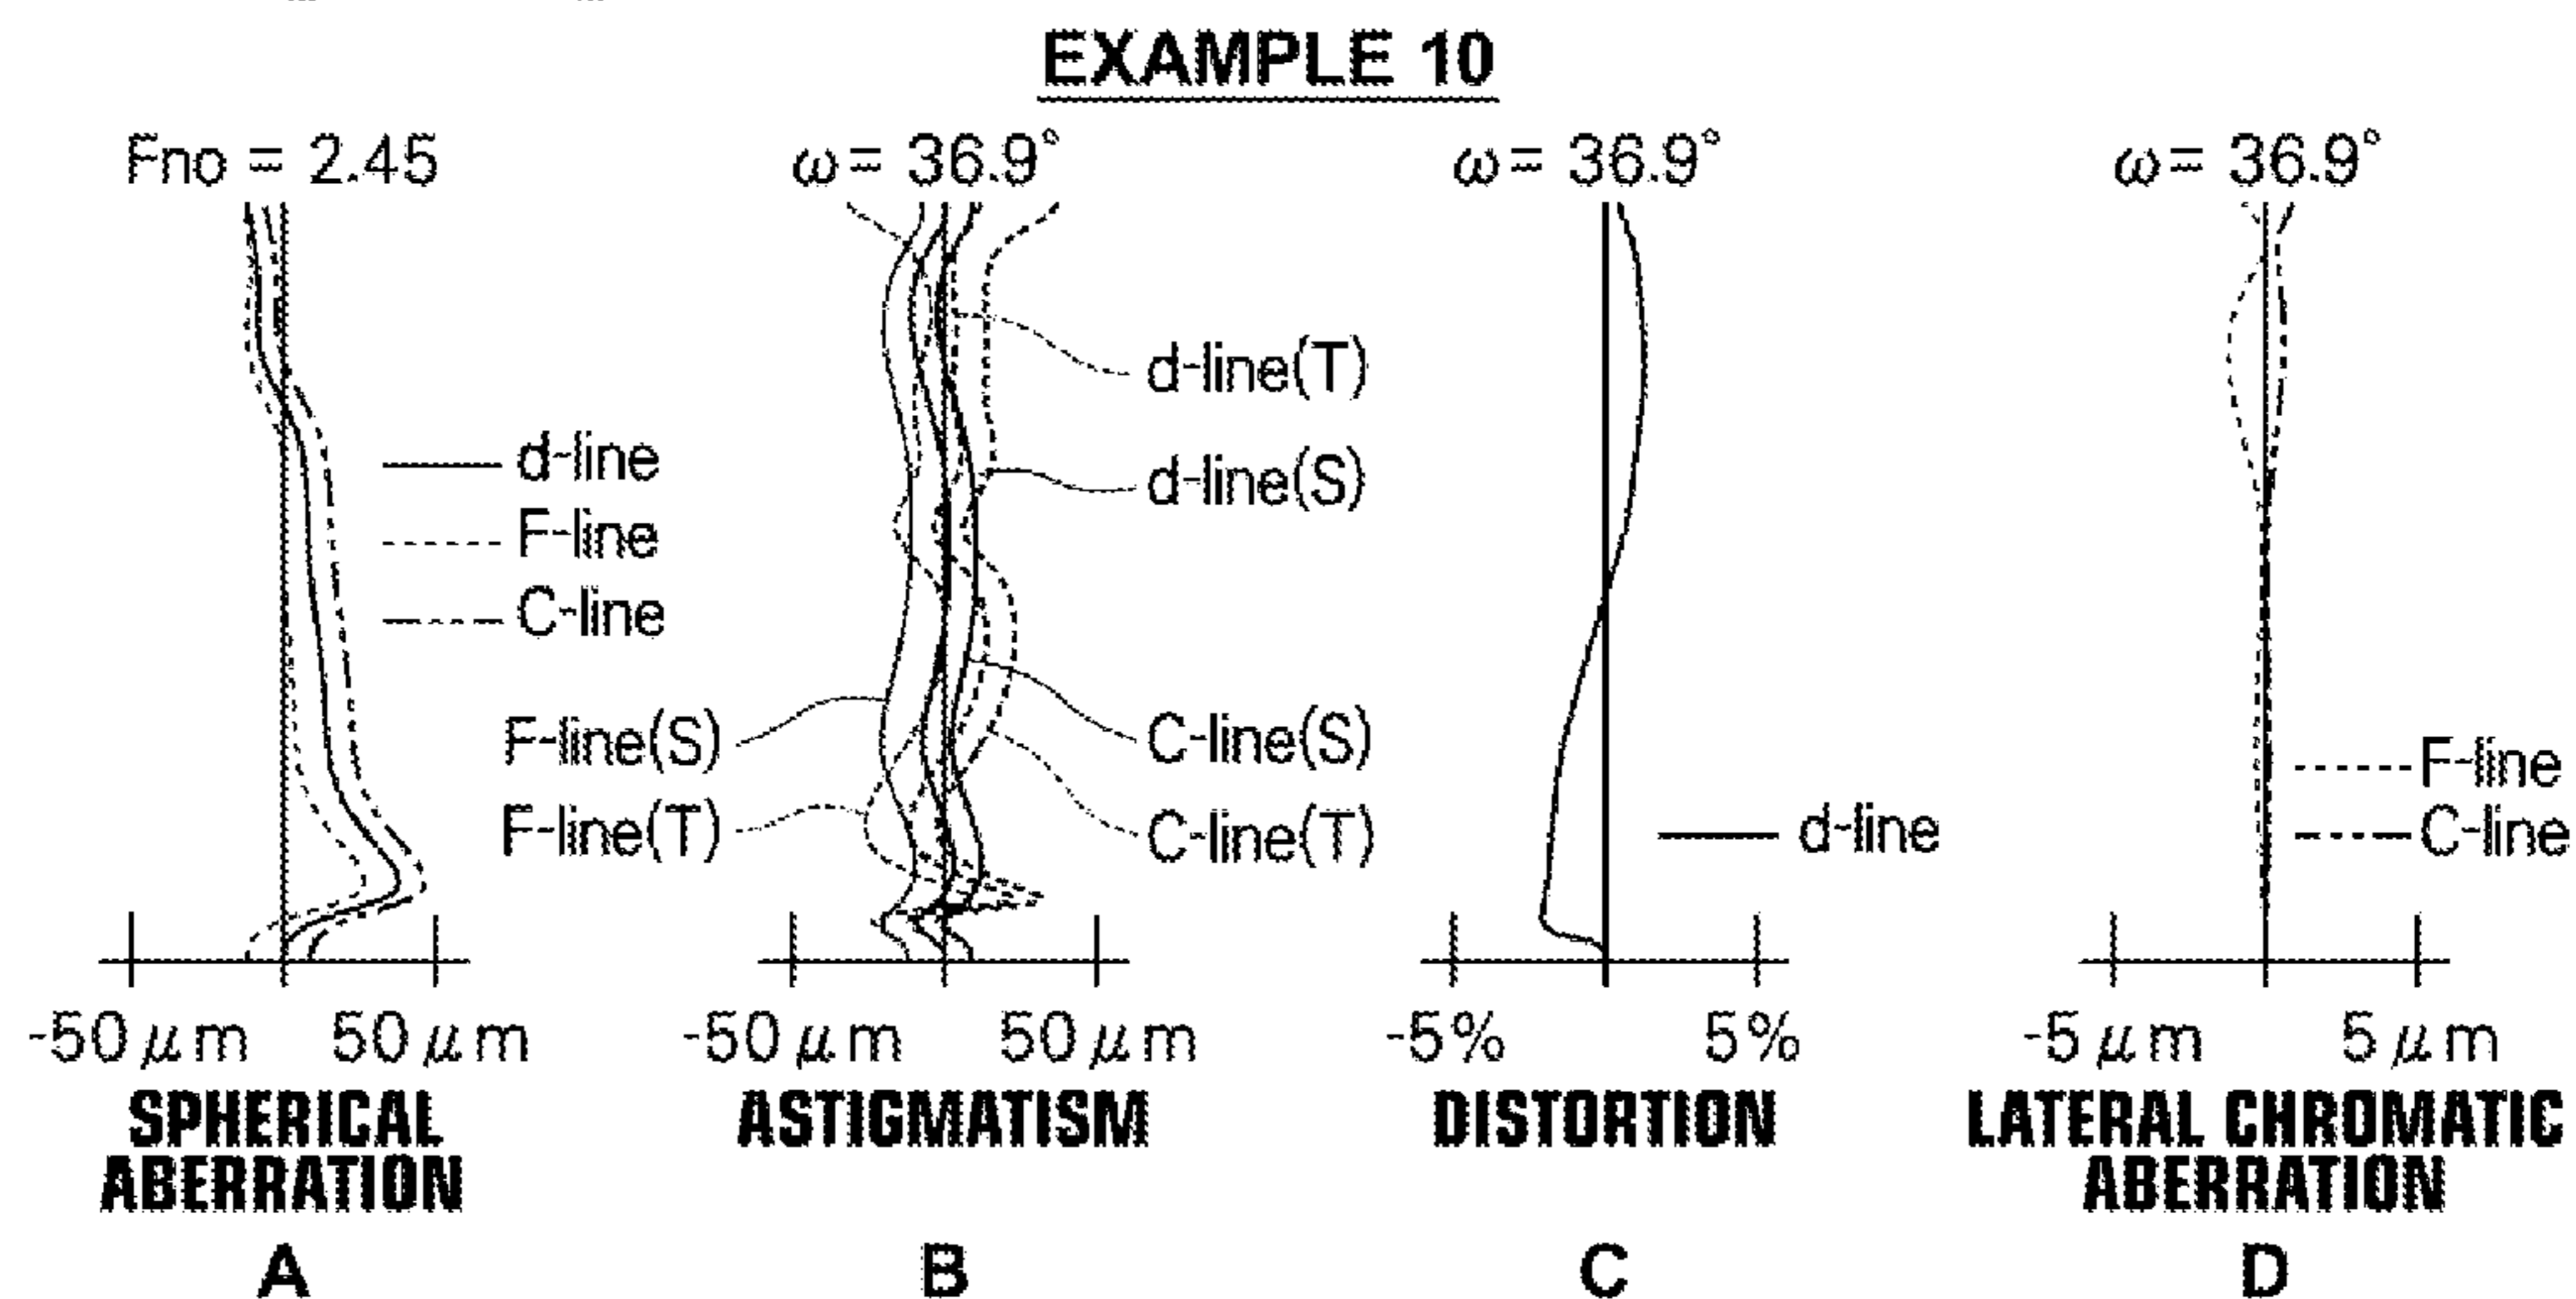 EXAMPLE 10
Fno = 2.45
ω= 36.9°
ω= 36.9°
ω= 36.9°
d-line
F-line
C-line
d-line(T)
d-line(S)
F-line(S)
F-line(T)
C-line(S)
C-line(T)
d-line
F-line
C-line
-50 μm
50 μm
-50 μm
50 μm
-5%
5%
-5 μm
5 μm
SPHERICAL
ABERRATION
ASTIGMATISM
DISTORTION
LATERAL CHROMATIC
ABERRATION
A
B
C
D